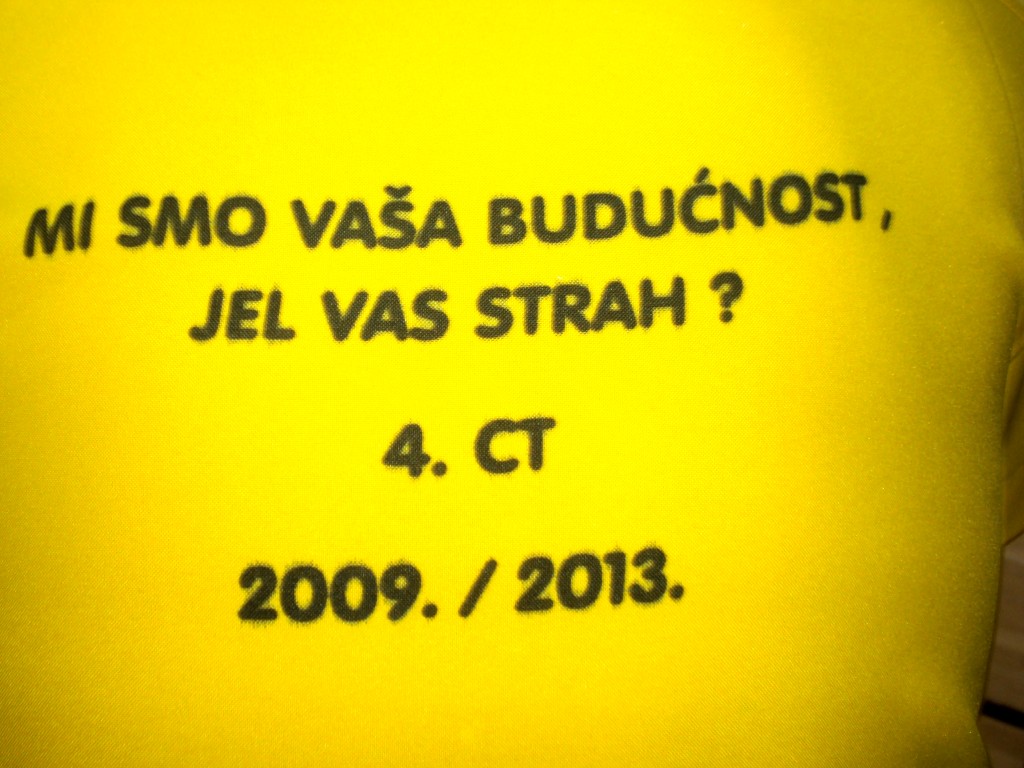 MI SMO VAŠA BUDUĆNOST,
JEL VAS STRAH ?
4. CT
2009. / 2013.